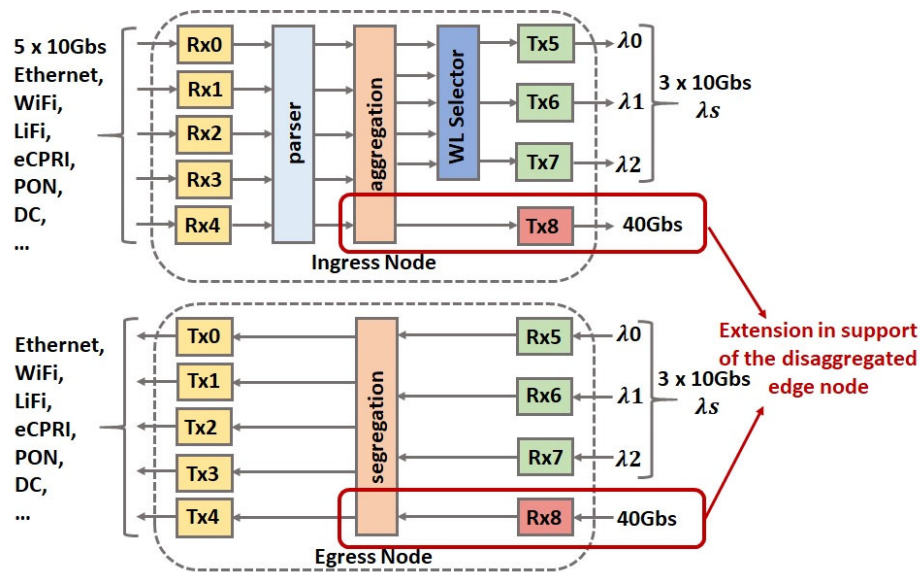 5 x 10Gbs
Ethernet,
WiFi,
LiFi,
eCPRI,
PON,
DC,
...
Rx0
Rx1
Rx2
Rx3
Rx4
parser
aggregation
WL Selector
Tx5
Tx6
Tx7
Tx8
λ0
λ1
λ2
3 x 10Gbs
λs
40Gbs
Ingress Node
Extension in support
of the disaggregated
edge node
Ethernet,
WiFi,
LiFi,
eCPRI,
PON,
DC,
...
Tx0
Tx1
Tx2
Tx3
Tx4
segregation
Rx5
Rx6
Rx7
Rx8
λ0
λ1
λ2
3 x 10Gbs
λs
40Gbs
Egress Node